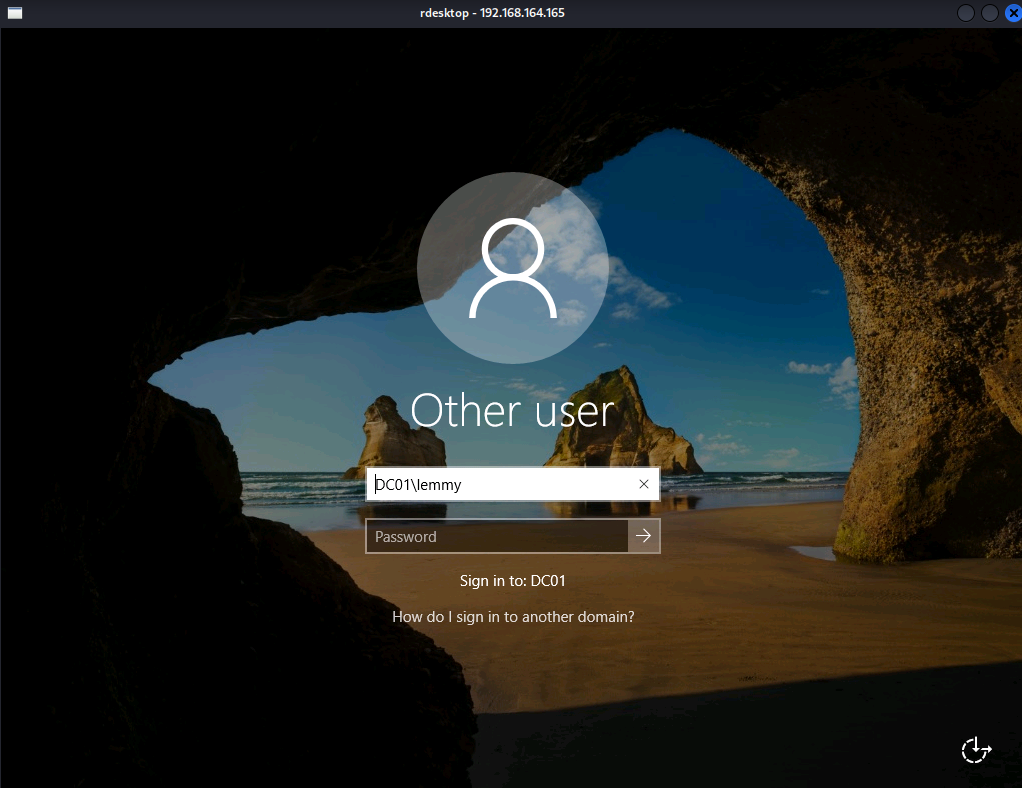 rdesktop - 192.168.164.165
Other user
DC01\lemmy
Password
Sign in to: DC01
How do I sign in to another domain?